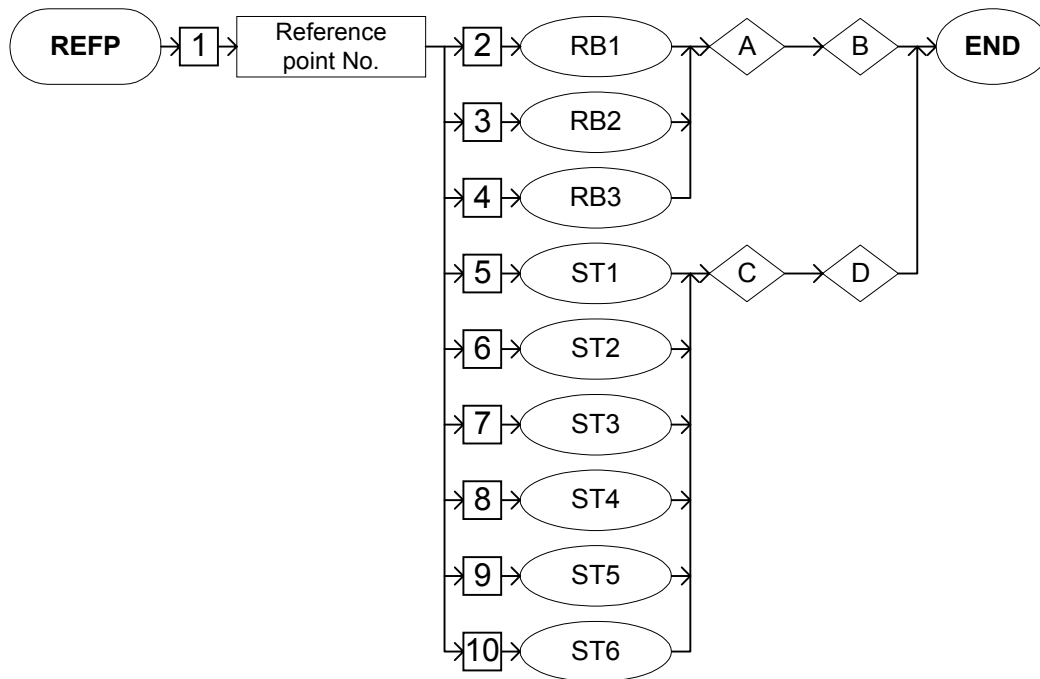 REFP
1
Reference
point No.
2
RB1
A
B
END
3
RB2
4
RB3
5
ST1
C
D
6
ST2
7
ST3
8
ST4
9
ST5
10
ST6